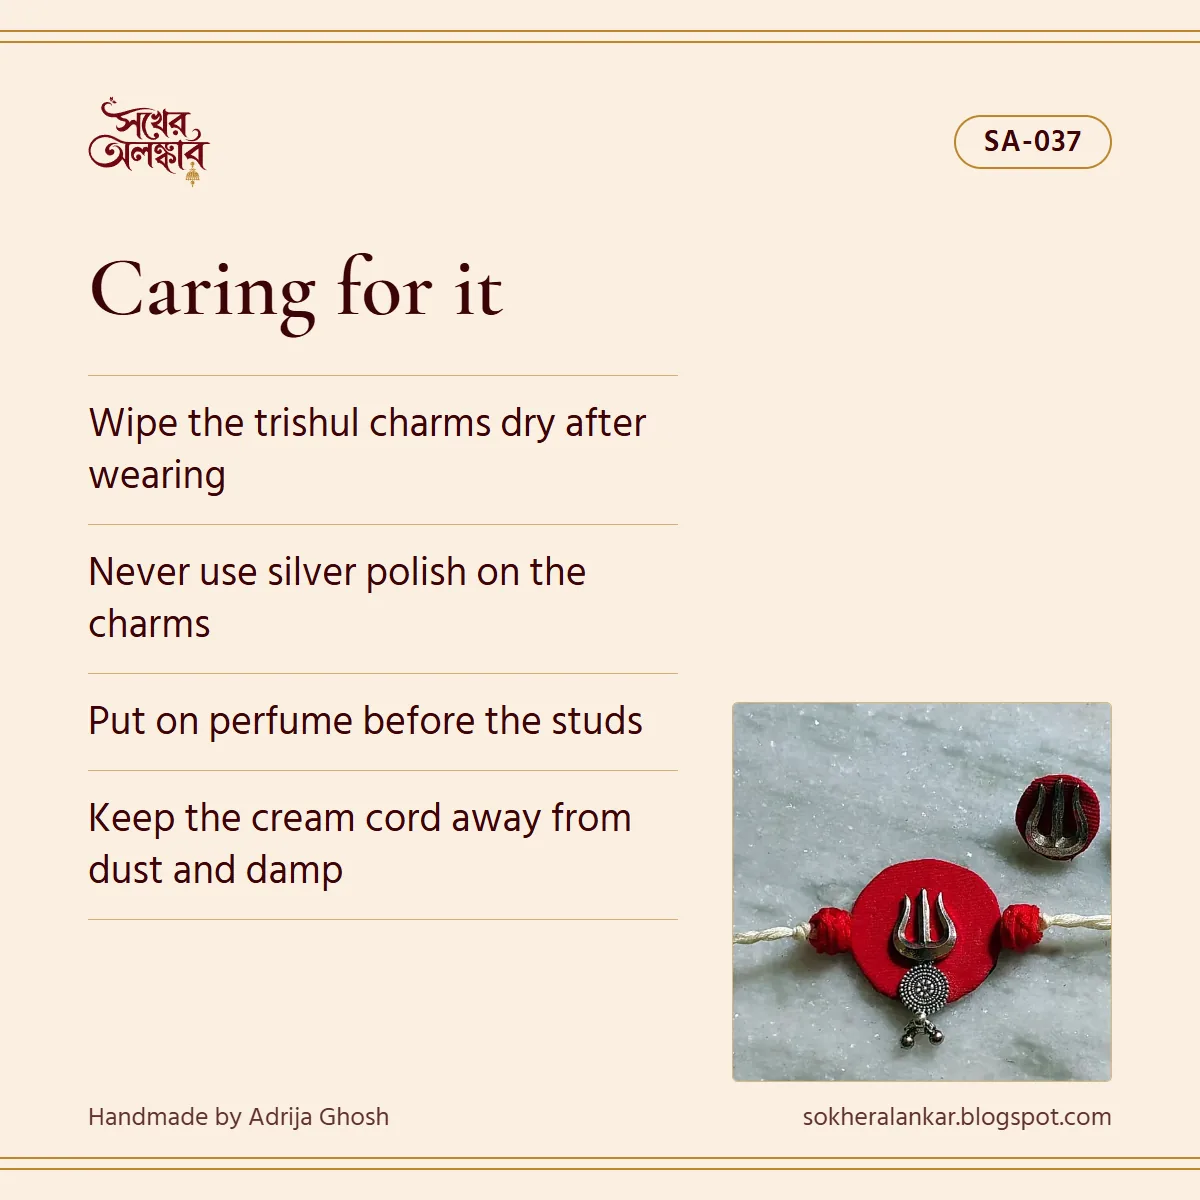 সখের
অলঙ্কার
SA-037
Caring for it
Wipe the trishul charms dry after
wearing
Never use silver polish on the
charms
Put on perfume before the studs
Keep the cream cord away from
dust and damp
Handmade by Adrija Ghosh
sokheralankar.blogspot.com